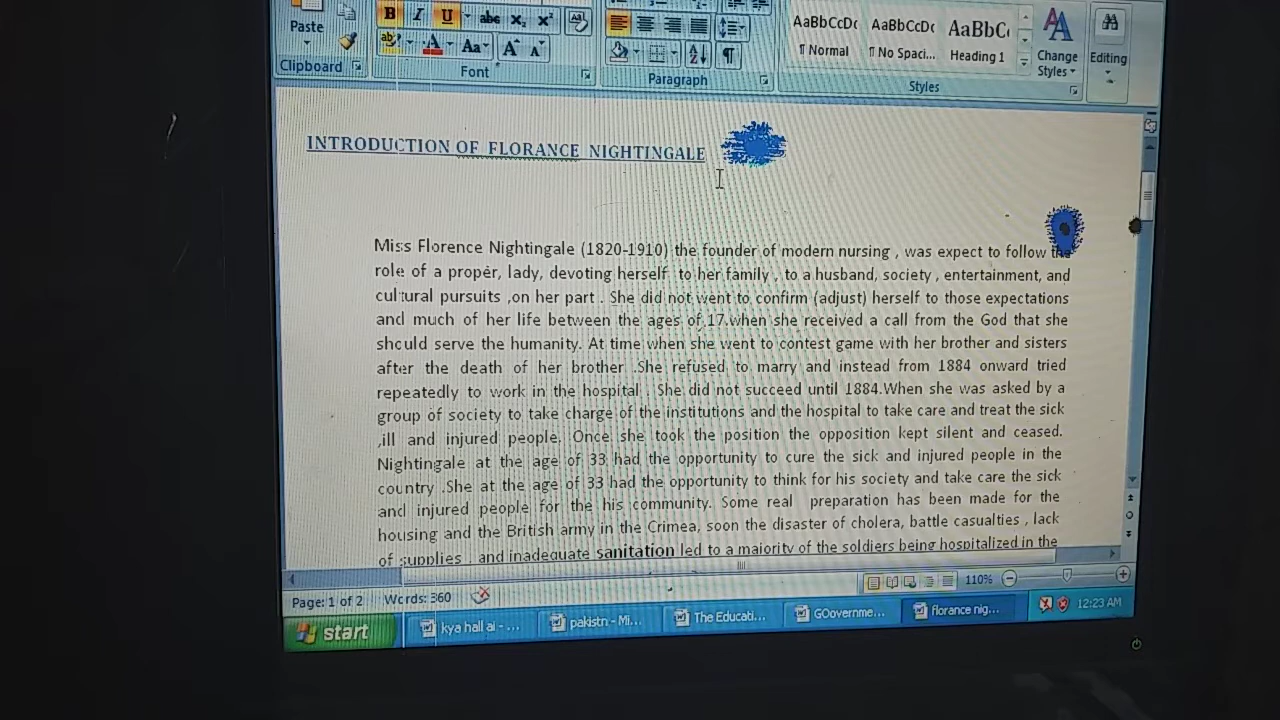 B I U abc X₂ X²
Paste
A Aa A A
Clipboard Font Paragraph Styles
AaBbCcDc AaBbCcDc AaBbC
¶ Normal ¶ No Spaci... Heading 1
Change Styles Editing
INTRODUCTION OF FLORANCE NIGHTINGALE
Miss Florence Nightingale (1820-1910) the founder of modern nursing , was expect to follow the
role of a proper, lady, devoting herself to her family , to a husband, society , entertainment, and
cultural pursuits ,on her part . She did not went to confirm (adjust) herself to those expectations
and much of her life between the ages of 17.when she received a call from the God that she
should serve the humanity. At time when she went to contest game with her brother and sisters
after the death of her brother .She refused to marry and instead from 1884 onward tried
repeatedly to work in the hospital . She did not succeed until 1884.When she was asked by a
group of society to take charge of the institutions and the hospital to take care and treat the sick
,ill and injured people. Once she took the position the opposition kept silent and ceased.
Nightingale at the age of 33 had the opportunity to cure the sick and injured people in the
country .She at the age of 33 had the opportunity to think for his society and take care the sick
and injured people for the his community. Some real preparation has been made for the
housing and the British army in the Crimea, soon the disaster of cholera, battle casualties , lack
of supplies , and inadequate sanitation led to a majority of the soldiers being hospitalized in the
Page: 1 of 2 Words: 360 110%
start kya hall ai - ... pakistn - Mi... The Educati... GOovernme... florance nig... 12:23 AM